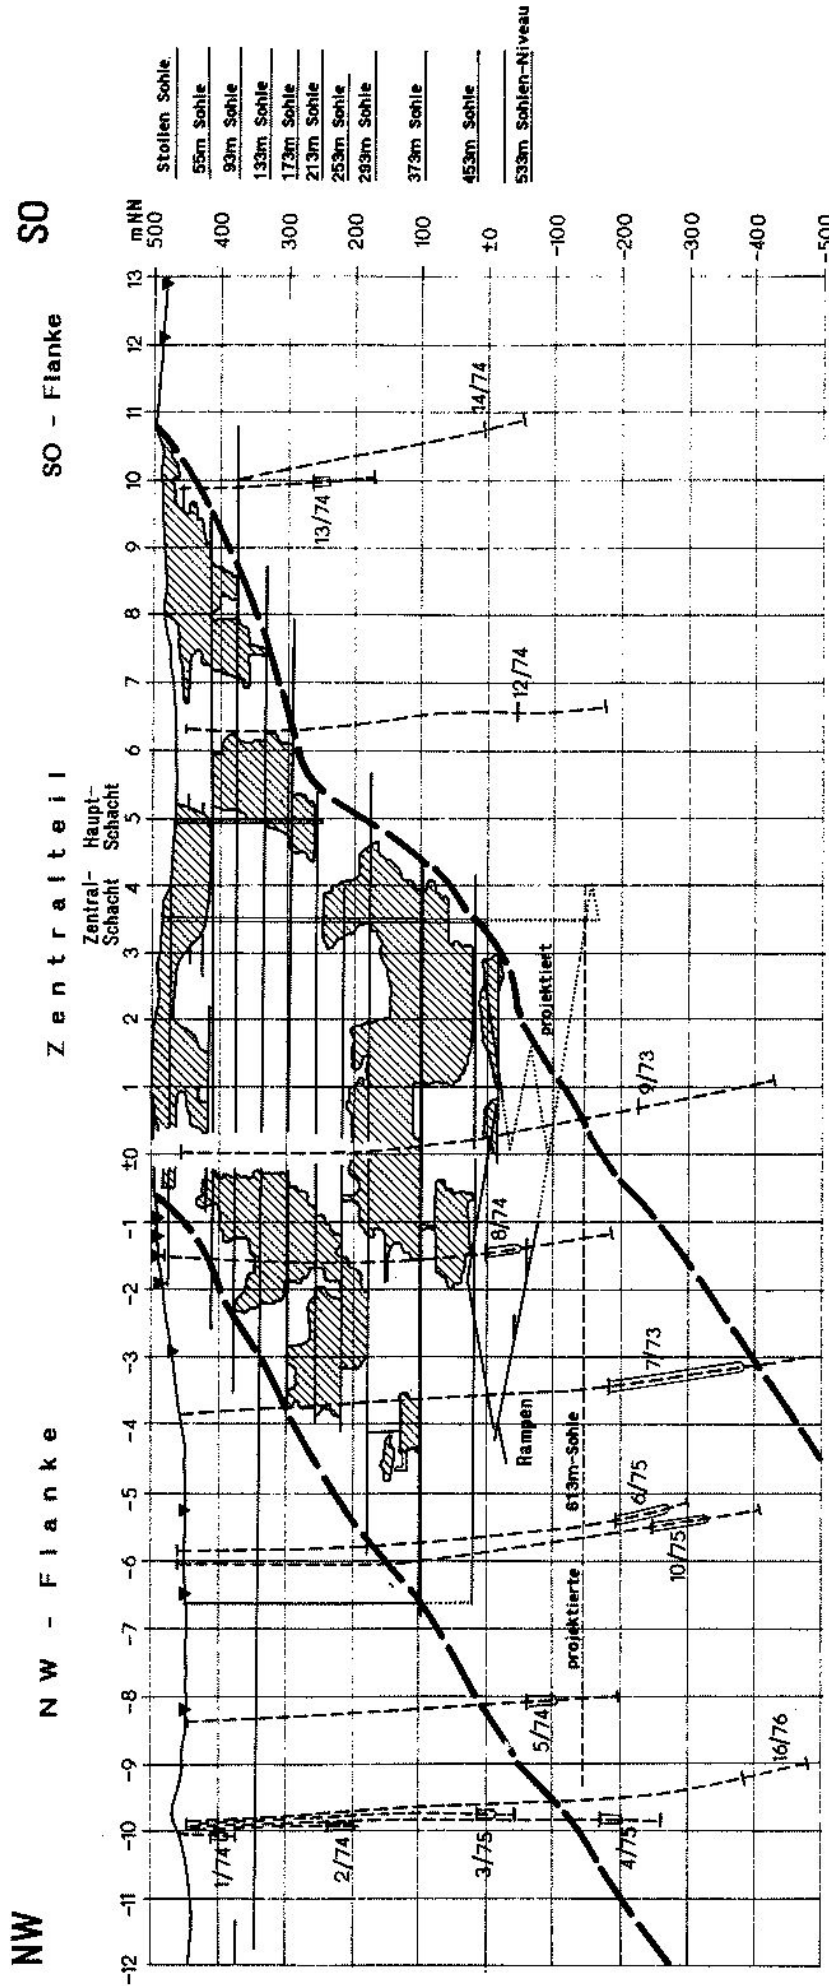 NW
SO
NW - Flanke
Zentralteil
SO - Flanke
Zentral-
Schacht
Haupt-
Schacht
mNN
-12
-11
-10
-9
-8
-7
-6
-5
-4
-3
-2
-1
±0
1
2
3
4
5
6
7
8
9
10
11
12
13
500
400
300
200
100
±0
-100
-200
-300
-400
-500
Stollen Sohle
55m Sohle
93m Sohle
133m Sohle
173m Sohle
213m Sohle
253m Sohle
293m Sohle
373m Sohle
453m Sohle
533m Sohlen-Niveau
1/74
2/74
3/75
4/75
16/76
5/74
10/75
6/75
7/73
8/74
9/73
12/74
13/74
14/74
Rampen
projektiert
projektierte 613m-Sohle